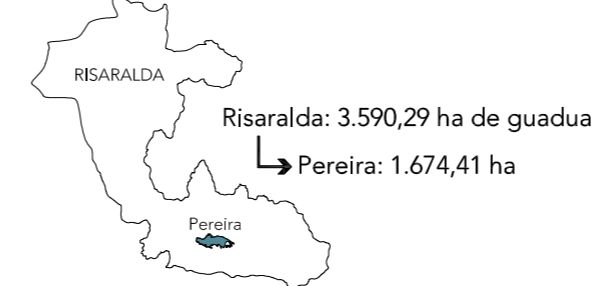 RISARALDA
Risaralda: 3.590,29 ha de guadua
Pereira: 1.674,41 ha
Pereira